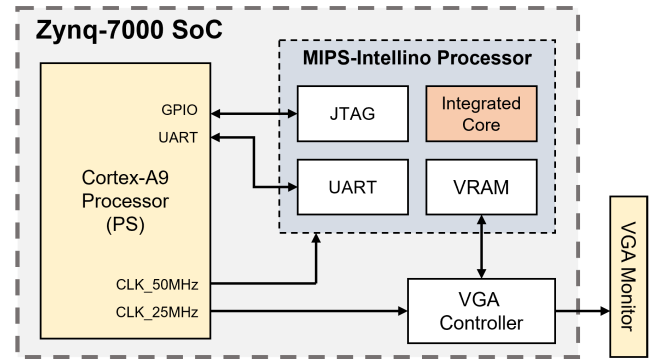 Zynq-7000 SoC
MIPS-Intellino Processor
GPIO
UART
Cortex-A9
Processor
(PS)
CLK_50MHz
CLK_25MHz
JTAG
Integrated
Core
UART
VRAM
VGA
Controller
VGA Monitor